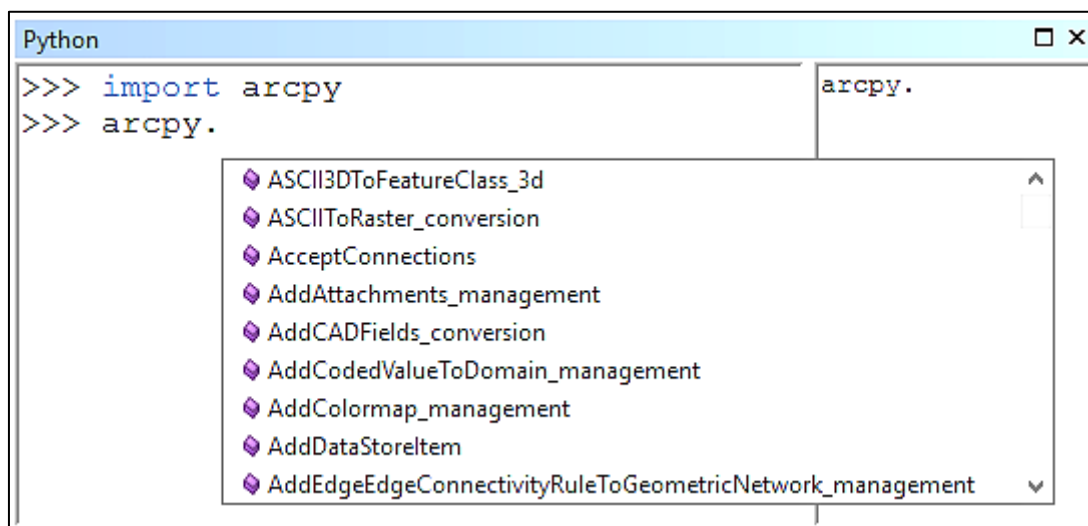 Python
>>> import arcpy
>>> arcpy.
arcpy.
ASCII3DToFeatureClass_3d
ASCIIToRaster_conversion
AcceptConnections
AddAttachments_management
AddCADFields_conversion
AddCodedValueToDomain_management
AddColormap_management
AddDataStoreItem
AddEdgeEdgeConnectivityRuleToGeometricNetwork_management